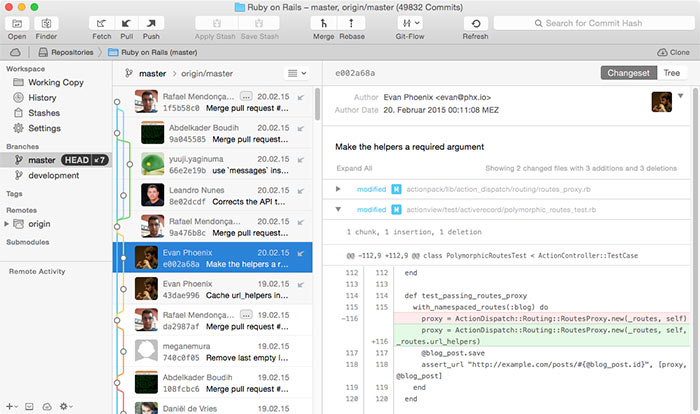 Ruby on Rails – master, origin/master (49832 Commits)
Open Finder Fetch Pull Push Apply Stash Save Stash Merge Rebase Git-Flow Refresh
Search for Commit Hash
Repositories Ruby on Rails (master) Clone
Workspace
Working Copy
History
Stashes
Settings
Branches
master HEAD ↙7
development
Tags
Remotes
origin
Submodules
Remote Activity
master origin/master
Rafael Mendonça... ... 20.02.15
1f5b58c0 Merge pull request #...
Abdelkader Boudih 20.02.15
9a045585 Merge pull request #...
yuuji.yaginuma 20.02.15
66e2e19b use `messages` ins...
Leandro Nunes 20.02.15
8e02dcdf Corrects the API t...
Rafael Mendonça... 20.02.15
9a476b8c Merge pull request #...
Evan Phoenix 20.02.15
e002a68a Make the helpers a r...
Evan Phoenix 19.02.15
43dae996 Cache url_helpers in...
Rafael Mendonça... ... 19.02.15
da2987af Merge pull request #...
meganemura 19.02.15
740c0f05 Remove last empty l...
Abdelkader Boudih 19.02.15
108fcbc6 Merge pull request #...
Daniël de Vries 19.02.15
e002a68a Changeset Tree
Author Evan Phoenix <evan@phx.io>
Author Date 20. Februar 2015 00:11:08 MEZ
Make the helpers a required argument
Expand All Showing 2 changed files with 3 additions and 3 deletions
modified actionpack/lib/action_dispatch/routing/routes_proxy.rb
modified actionview/test/activerecord/polymorphic_routes_test.rb
1 chunk, 1 insertion, 1 deletion
@@ -112,9 +112,9 @@ class PolymorphicRoutesTest < ActionController::TestCase
112 112 end
113 113
114 114 def test_passing_routes_proxy
115 115 with_namespaced_routes(:blog) do
-116 proxy = ActionDispatch::Routing::RoutesProxy.new(_routes, self)
proxy = ActionDispatch::Routing::RoutesProxy.new(_routes, self,
+116 _routes.url_helpers)
117 117 @blog_post.save
118 118 assert_url "http://example.com/posts/#{@blog_post.id}", [proxy,
@blog_post]
119 119 end
120 120 end